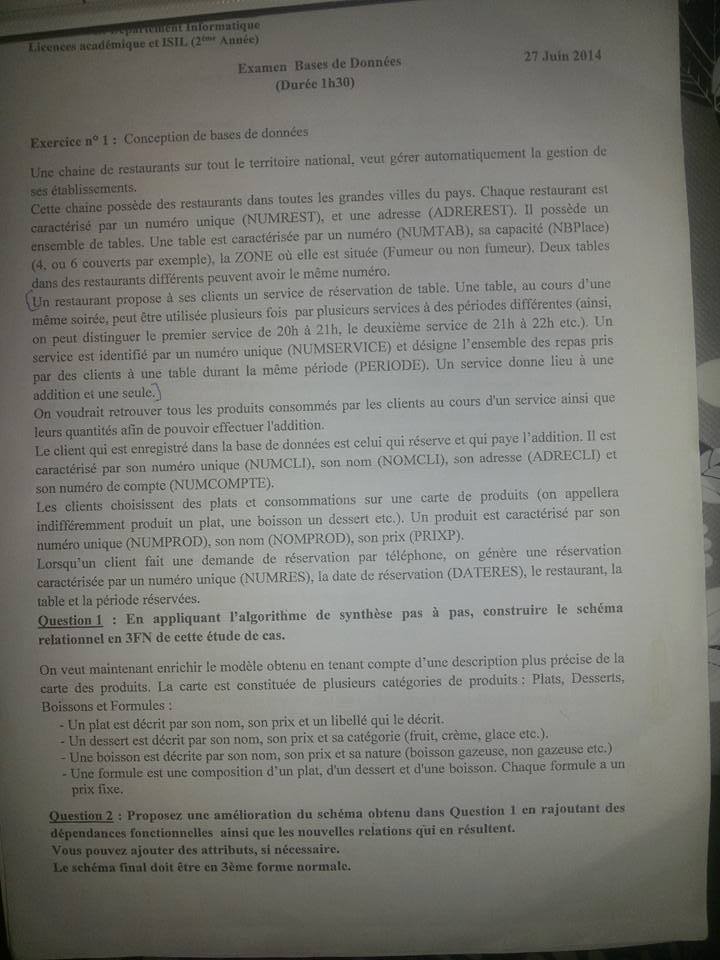 Département Informatique
Licences académique et ISIL (2ème Année)
Examen Bases de Données
27 Juin 2014
(Durée 1h30)
Exercice n° 1 : Conception de bases de données
Une chaine de restaurants sur tout le territoire national, veut gérer automatiquement la gestion de
ses établissements.
Cette chaine possède des restaurants dans toutes les grandes villes du pays. Chaque restaurant est
caractérisé par un numéro unique (NUMREST), et une adresse (ADREREST). Il possède un
ensemble de tables. Une table est caractérisée par un numéro (NUMTAB), sa capacité (NBPlace)
(4, ou 6 couverts par exemple), la ZONE où elle est située (Fumeur ou non fumeur). Deux tables
dans des restaurants différents peuvent avoir le même numéro.
Un restaurant propose à ses clients un service de réservation de table. Une table, au cours d'une
même soirée, peut être utilisée plusieurs fois par plusieurs services à des périodes différentes (ainsi,
on peut distinguer le premier service de 20h à 21h, le deuxième service de 21h à 22h etc.). Un
service est identifié par un numéro unique (NUMSERVICE) et désigne l'ensemble des repas pris
par des clients à une table durant la même période (PERIODE). Un service donne lieu à une
addition et une seule.
On voudrait retrouver tous les produits consommés par les clients au cours d'un service ainsi que
leurs quantités afin de pouvoir effectuer l'addition.
Le client qui est enregistré dans la base de données est celui qui réserve et qui paye l'addition. Il est
caractérisé par son numéro unique (NUMCLI), son nom (NOMCLI), son adresse (ADRECLI) et
son numéro de compte (NUMCOMPTE).
Les clients choisissent des plats et consommations sur une carte de produits (on appellera
indifféremment produit un plat, une boisson un dessert etc.). Un produit est caractérisé par son
numéro unique (NUMPROD), son nom (NOMPROD), son prix (PRIXP).
Lorsqu'un client fait une demande de réservation par téléphone, on génère une réservation
caractérisée par un numéro unique (NUMRES), la date de réservation (DATERES), le restaurant, la
table et la période réservées.
Question 1 : En appliquant l'algorithme de synthèse pas à pas, construire le schéma
relationnel en 3FN de cette étude de cas.
On veut maintenant enrichir le modèle obtenu en tenant compte d'une description plus précise de la
carte des produits. La carte est constituée de plusieurs catégories de produits : Plats, Desserts,
Boissons et Formules :
- Un plat est décrit par son nom, son prix et un libellé qui le décrit.
- Un dessert est décrit par son nom, son prix et sa catégorie (fruit, crème, glace etc.).
- Une boisson est décrite par son nom, son prix et sa nature (boisson gazeuse, non gazeuse etc.)
- Une formule est une composition d'un plat, d'un dessert et d'une boisson. Chaque formule a un
prix fixe.
Question 2 : Proposez une amélioration du schéma obtenu dans Question 1 en rajoutant des
dépendances fonctionnelles ainsi que les nouvelles relations qui en résultent.
Vous pouvez ajouter des attributs, si nécessaire.
Le schéma final doit être en 3ème forme normale.